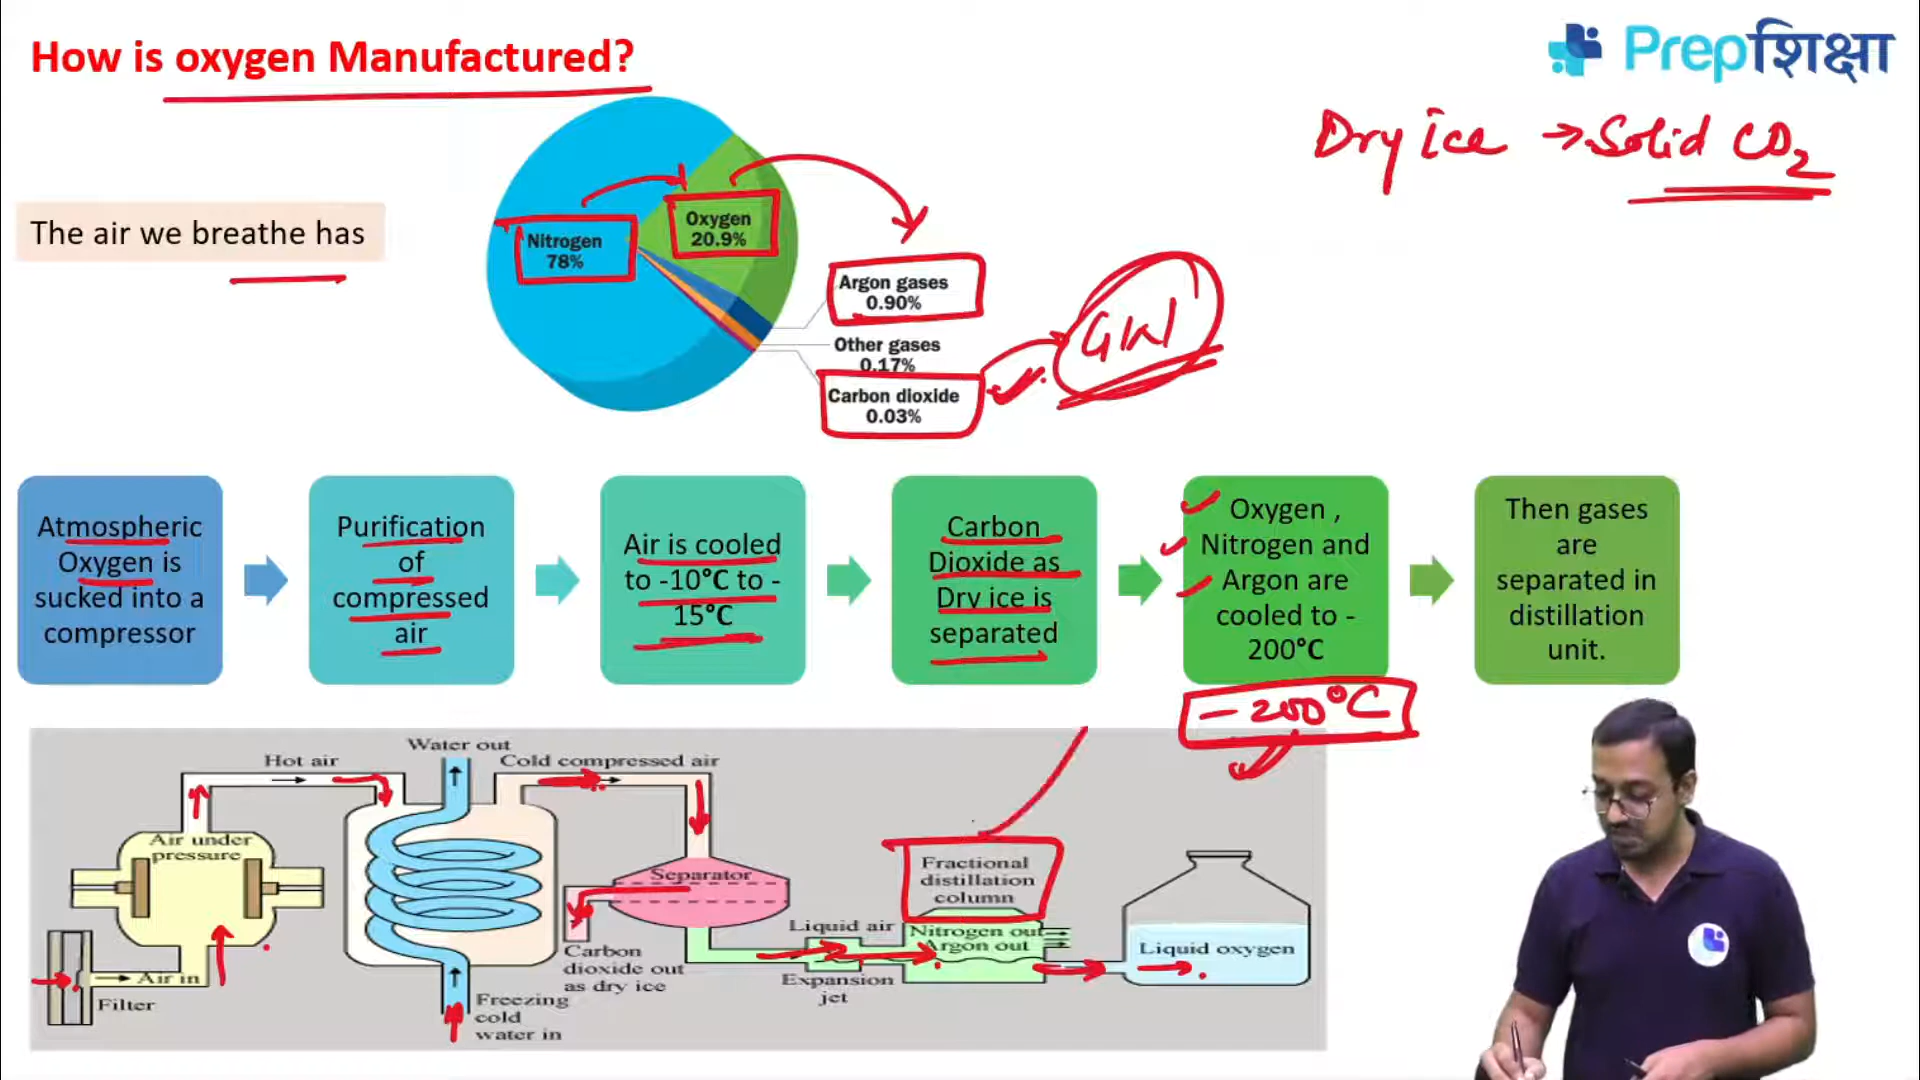 How is oxygen Manufactured?
Prepशिक्षा
Dry ice → Solid CO2
The air we breathe has
Nitrogen
78%
Oxygen
20.9%
Argon gases
0.90%
Other gases
0.17%
Carbon dioxide
0.03%
GW
Atmospheric
Oxygen is
sucked into a
compressor
Purification
of
compressed
air
Air is cooled
to -10°C to -
15°C
Carbon
Dioxide as
Dry ice is
separated
Oxygen ,
Nitrogen and
Argon are
cooled to -
200°C
Then gases
are
separated in
distillation
unit.
-200°C
Water out
Hot air
Cold compressed air
Air under
pressure
Separator
Fractional
distillation
column
Liquid air
Nitrogen out
Argon out
Liquid oxygen
Carbon
dioxide out
as dry ice
Expansion
jet
Air in
Filter
Freezing
cold
water in